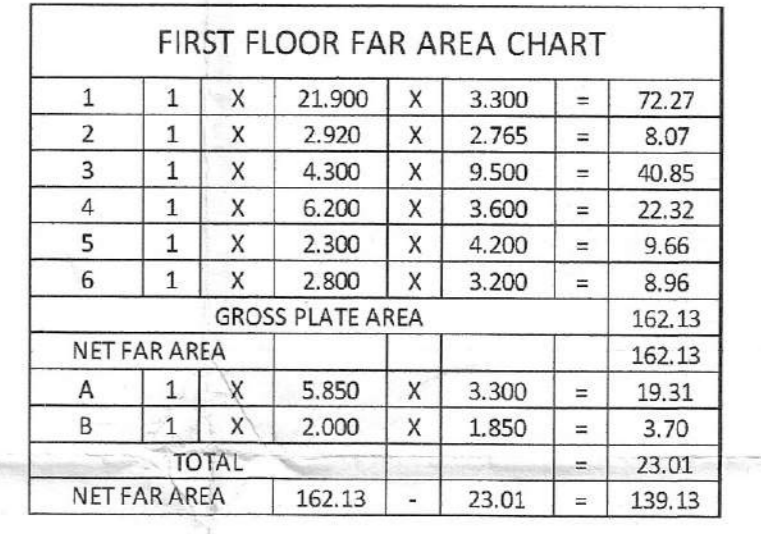 FIRST FLOOR FAR AREA CHART
1 1 X 21.900 X 3.300 = 72.27
2 1 X 2.920 X 2.765 = 8.07
3 1 X 4.300 X 9.500 = 40.85
4 1 X 6.200 X 3.600 = 22.32
5 1 X 2.300 X 4.200 = 9.66
6 1 X 2.800 X 3.200 = 8.96
GROSS PLATE AREA 162.13
NET FAR AREA 162.13
A 1 X 5.850 X 3.300 = 19.31
B 1 X 2.000 X 1.850 = 3.70
TOTAL = 23.01
NET FAR AREA 162.13 - 23.01 = 139.13